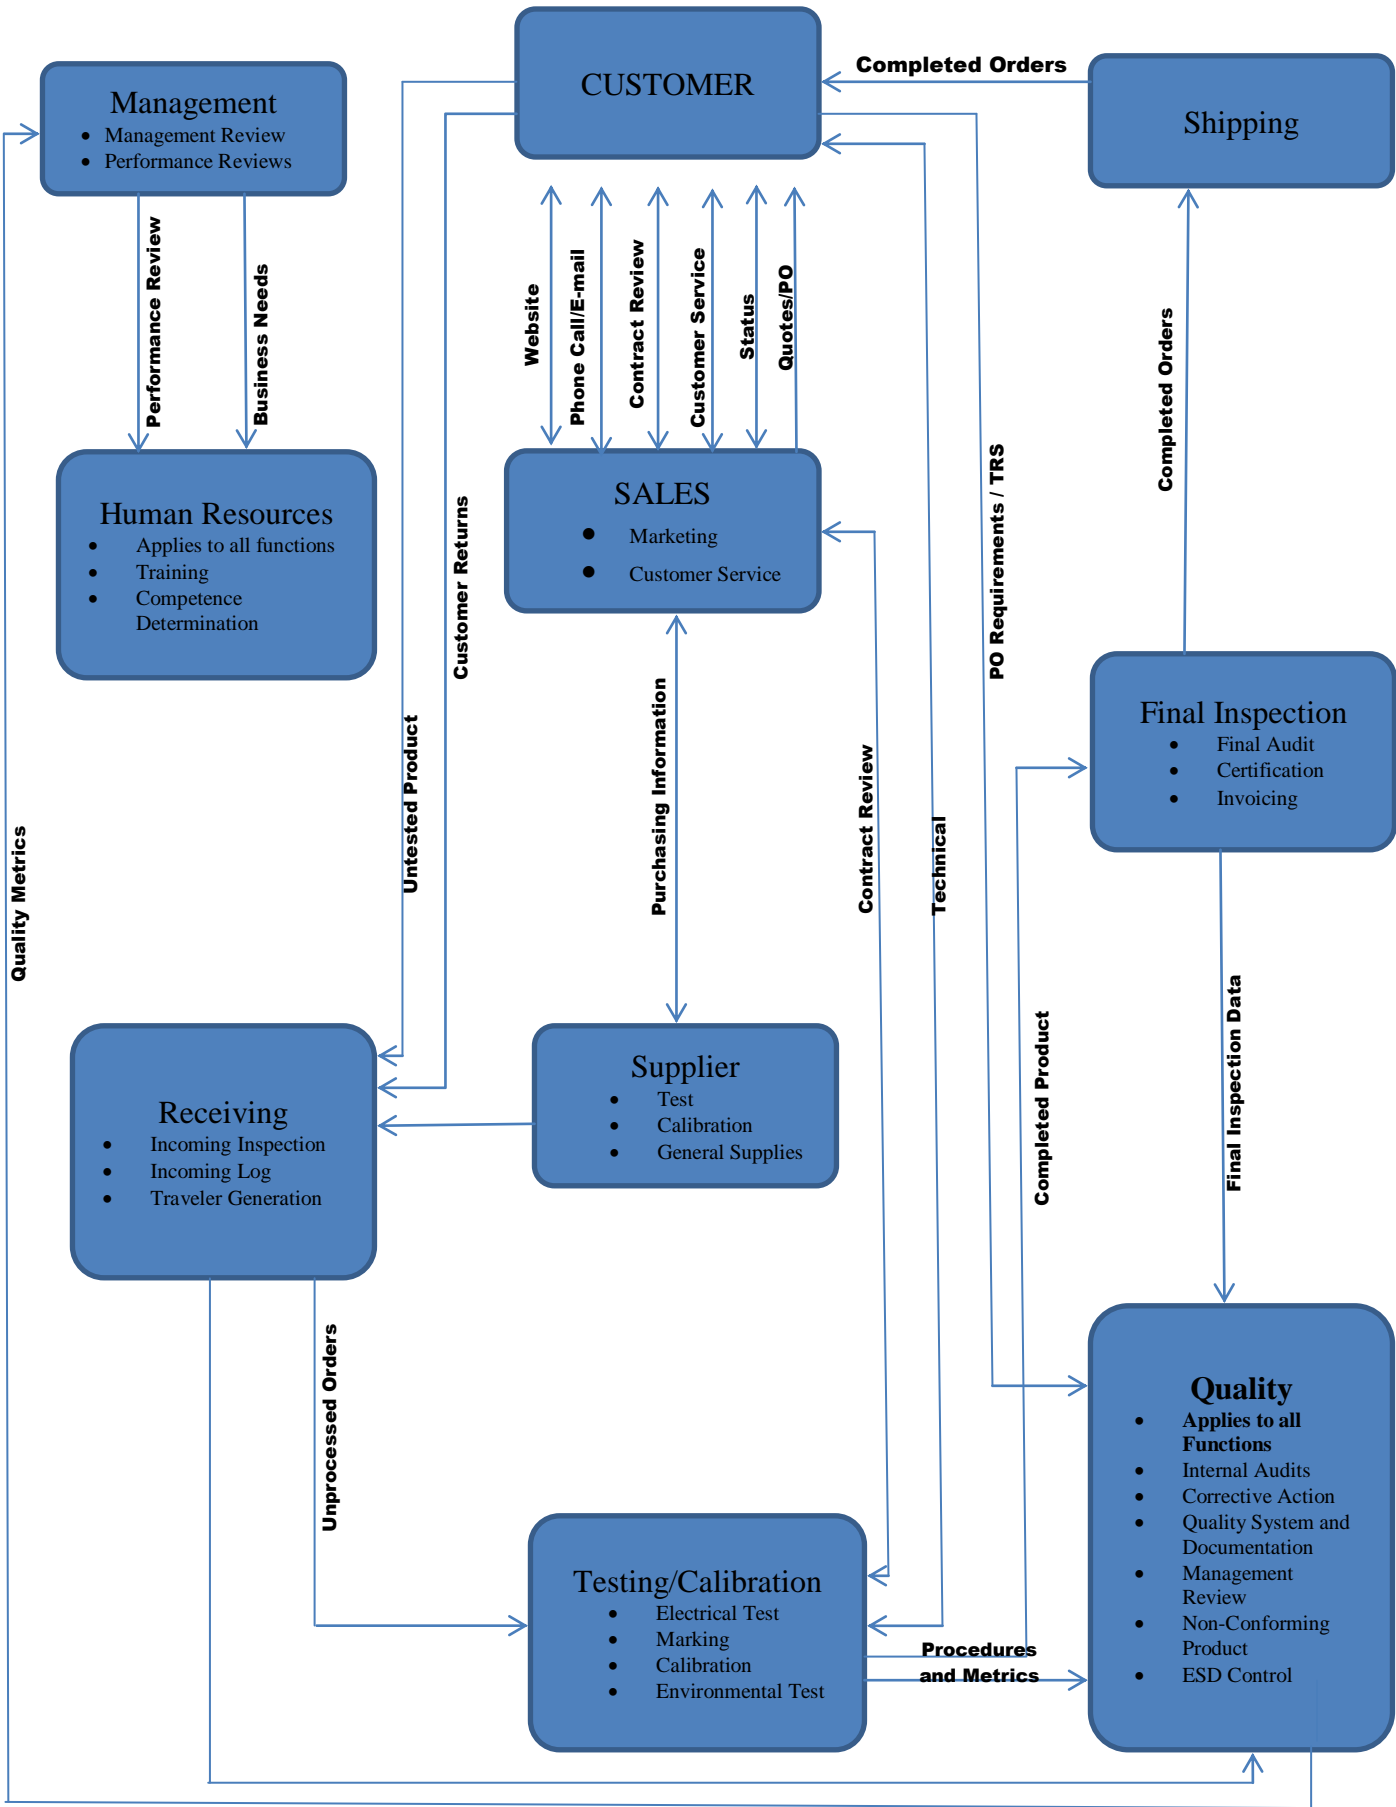 CUSTOMER
Completed Orders
Shipping
Management
• Management Review
• Performance Reviews
Performance Review
Business Needs
Website
Phone Call/E-mail
Contract Review
Customer Service
Status
Quotes/PO
Completed Orders
Human Resources
• Applies to all functions
• Training
• Competence
Determination
SALES
• Marketing
• Customer Service
Customer Returns
PO Requirements / TRS
Untested Product
Purchasing Information
Contract Review
Technical
Final Inspection
• Final Audit
• Certification
• Invoicing
Quality Metrics
Completed Product
Final Inspection Data
Receiving
• Incoming Inspection
• Incoming Log
• Traveler Generation
Supplier
• Test
• Calibration
• General Supplies
Unprocessed Orders
Quality
• Applies to all
Functions
• Internal Audits
• Corrective Action
• Quality System and
Documentation
• Management
Review
• Non-Conforming
Product
• ESD Control
Testing/Calibration
• Electrical Test
• Marking
• Calibration
• Environmental Test
Procedures
and Metrics